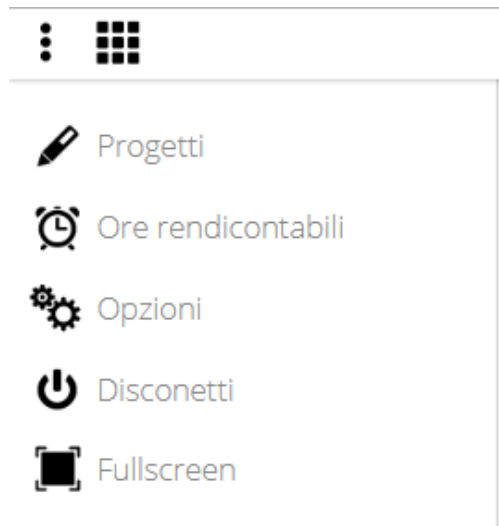 Progetti
Ore rendicontabili
Opzioni
Disconetti
Fullscreen